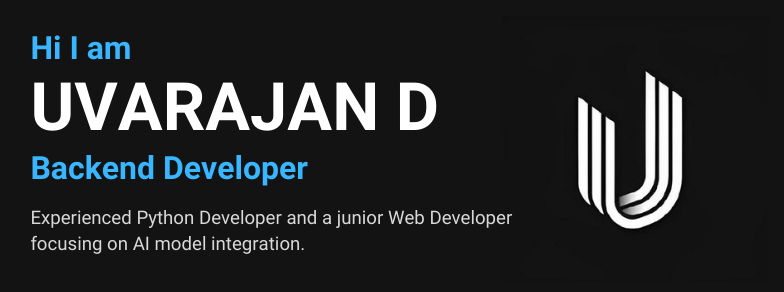 Hi I am
UVARAJAN D
Backend Developer
Experienced Python Developer and a junior Web Developer
focusing on AI model integration.